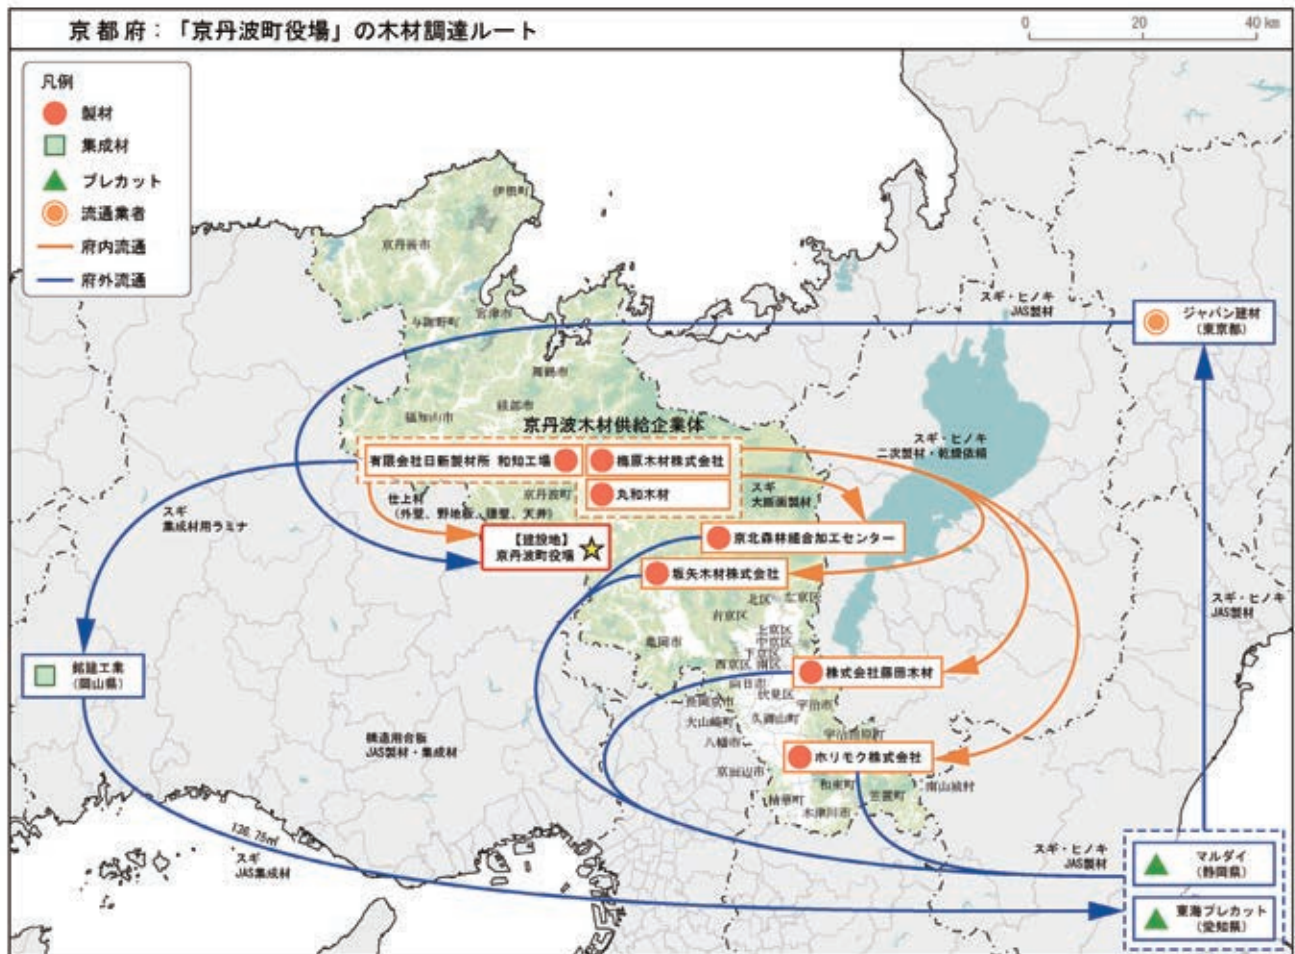 京都府：「京丹波町役場」の木材調達ルート
0 20 40 km
凡例
製材
集成材
プレカット
流通業者
府内流通
府外流通
伊根町
京丹後市
宮津市
与謝野町
舞鶴市
綾部市
福知山市
スギ・ヒノキ
JAS製材
ジャパン建材
（東京都）
京丹波木材供給企業体
有限会社日新製材所 和知工場
梅原木材株式会社
丸和木材
京丹波町
スギ・ヒノキ
二次製材・乾燥依頼
スギ
大断面製材
仕上材
（外壁、野地板、腰壁、天井）
スギ
集成材用ラミナ
【建設地】
京丹波町役場
京北森林組合加工センター
坂矢木材株式会社
北区
左京区
右京区
上京区
中京区
下京区
亀岡市
西京区
南区
向日市
伏見区
長岡京市
宇治市
大山崎町
久御山町
八幡市
宇治田原町
京田辺市
和束町
笠置町
南山城村
精華町
木津川市
株式会社藤田木材
ホリモク株式会社
スギ・ヒノキ
JAS製材
銘建工業
（岡山県）
構造用合板
JAS製材・集成材
136.75㎥
スギ
JAS集成材
スギ・ヒノキ
JAS製材
マルダイ
（静岡県）
東海プレカット
（愛知県）